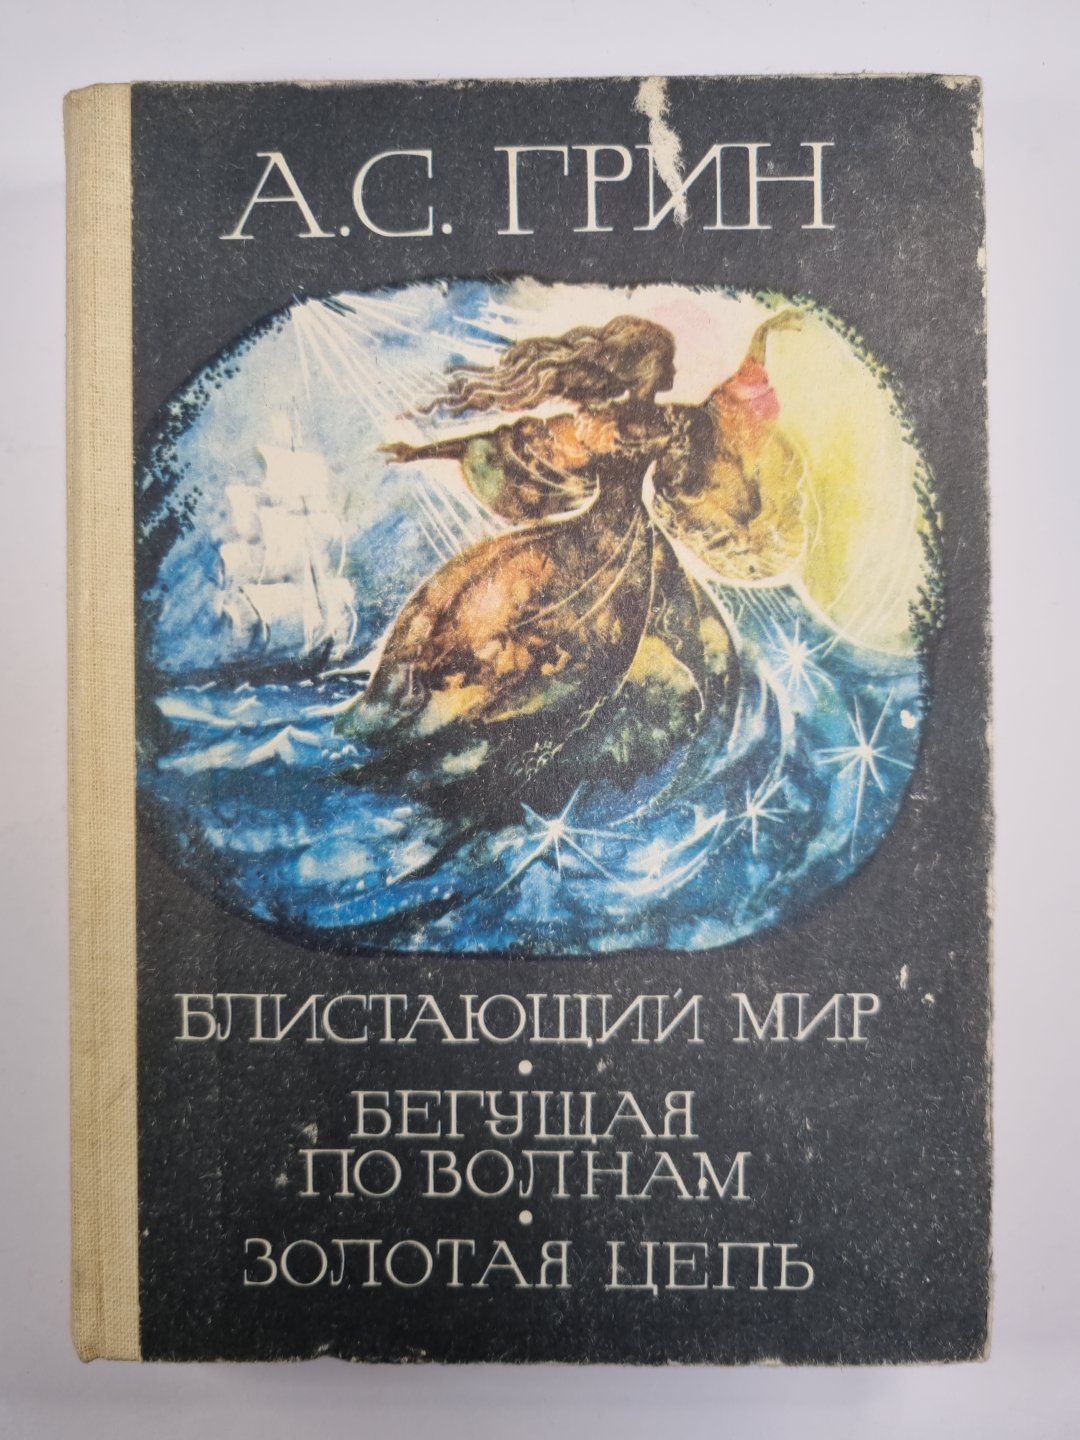 А.С. ГРИН
БЛИСТАЮЩИЙ МИР
•
БЕГУЩАЯ
ПО ВОЛНАМ
•
ЗОЛОТАЯ ЦЕПЬ